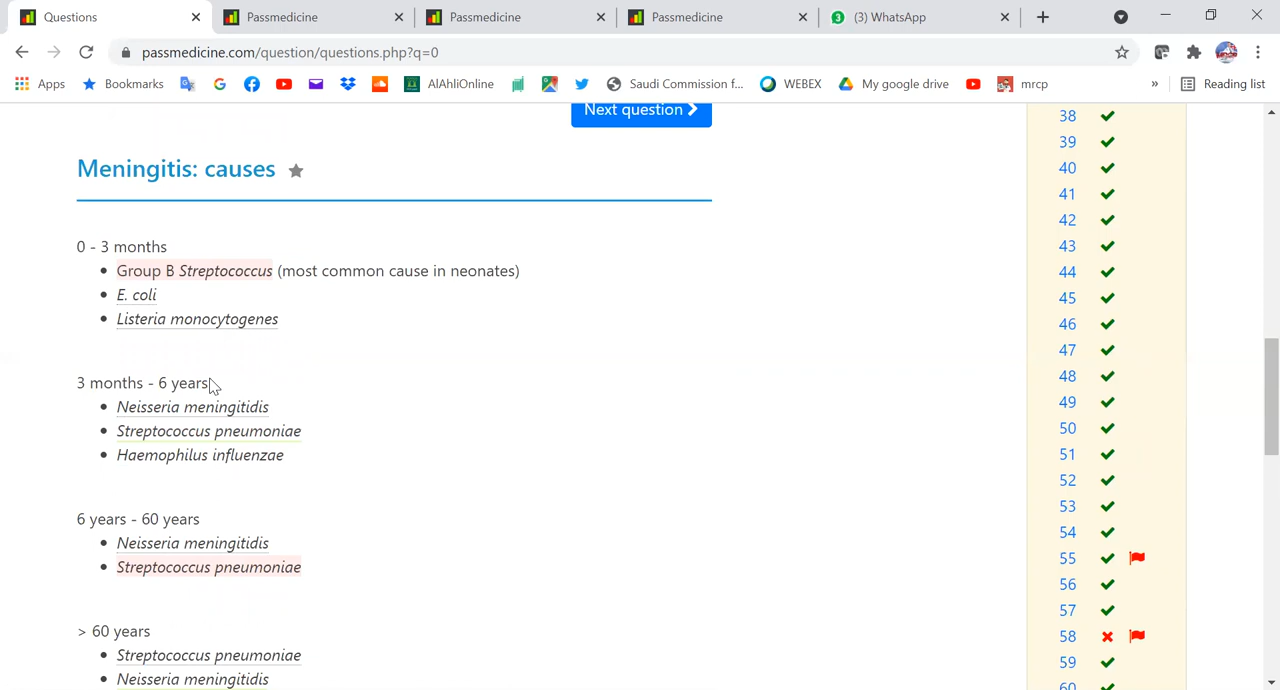 Questions
Passmedicine
Passmedicine
Passmedicine
3
(3) WhatsApp
passmedicine.com/question/questions.php?q=0
Apps
Bookmarks
AlAhliOnline
Saudi Commission f...
WEBEX
My google drive
mrcp
»
Reading list
Next question
Meningitis: causes
0 - 3 months
Group B Streptococcus (most common cause in neonates)
E. coli
Listeria monocytogenes
3 months - 6 years
Neisseria meningitidis
Streptococcus pneumoniae
Haemophilus influenzae
6 years - 60 years
Neisseria meningitidis
Streptococcus pneumoniae
> 60 years
Streptococcus pneumoniae
Neisseria meningitidis
38
39
40
41
42
43
44
45
46
47
48
49
50
51
52
53
54
55
56
57
58
59
60